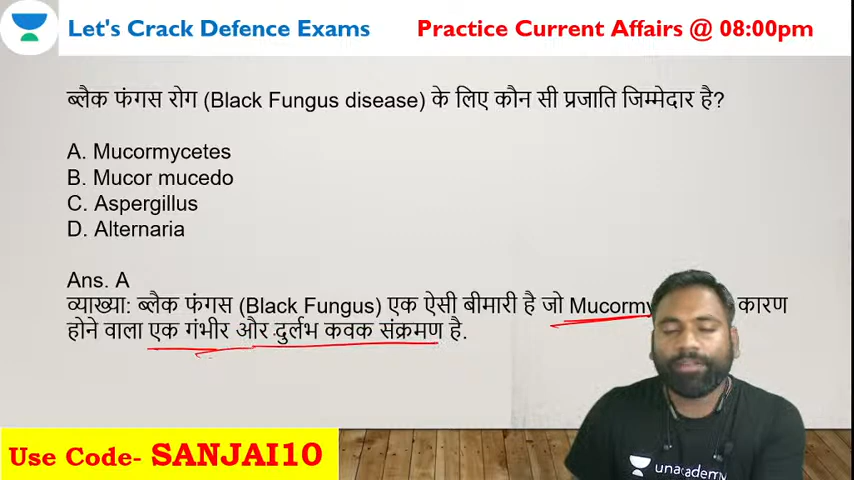 Let's Crack Defence Exams
Practice Current Affairs @ 08:00pm
ब्लैक फंगस रोग (Black Fungus disease) के लिए कौन सी प्रजाति जिम्मेदार है?
A. Mucormycetes
B. Mucor mucedo
C. Aspergillus
D. Alternaria
Ans. A
व्याख्या: ब्लैक फंगस (Black Fungus) एक ऐसी बीमारी है जो कारण
होने वाला एक गंभीर और दुर्लभ कवक संक्रमण है.
Use Code- SANJAI10
unacademy